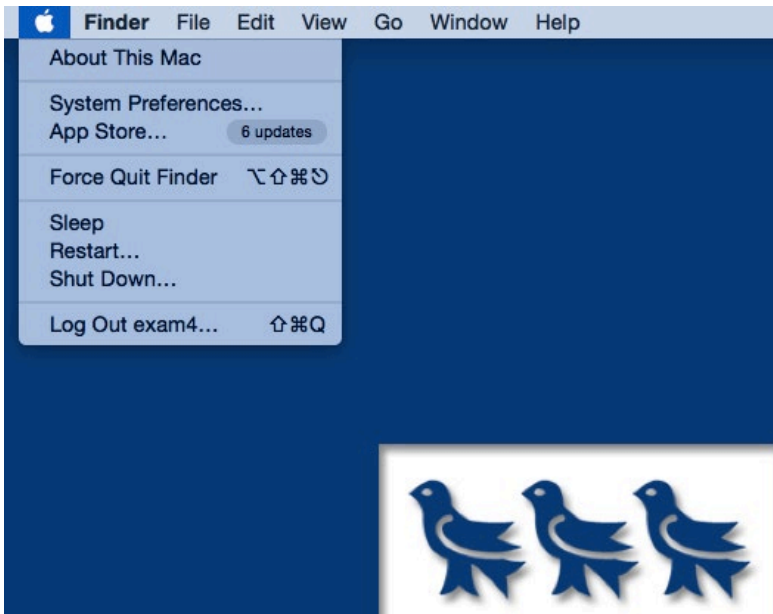 Finder File Edit View Go Window Help
About This Mac
System Preferences...
App Store... 6 updates
Force Quit Finder ⌥⇧⌘⎋
Sleep
Restart...
Shut Down...
Log Out exam4... ⇧⌘Q